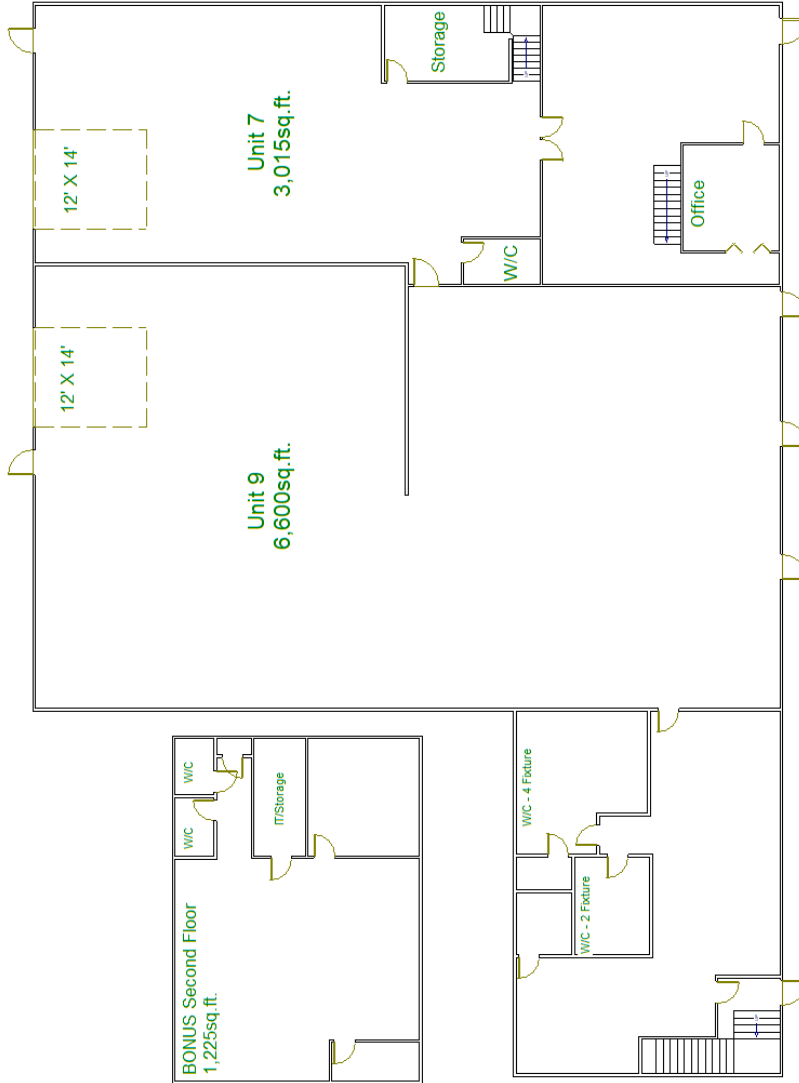 Storage
Unit 7
3,015sq.ft.
12' X 14'
Office
W/C
12' X 14'
Unit 9
6,600sq.ft.
W/C
W/C
IT/Storage
W/C - 4 Fixture
W/C - 2 Fixture
BONUS Second Floor
1,225sq.ft.